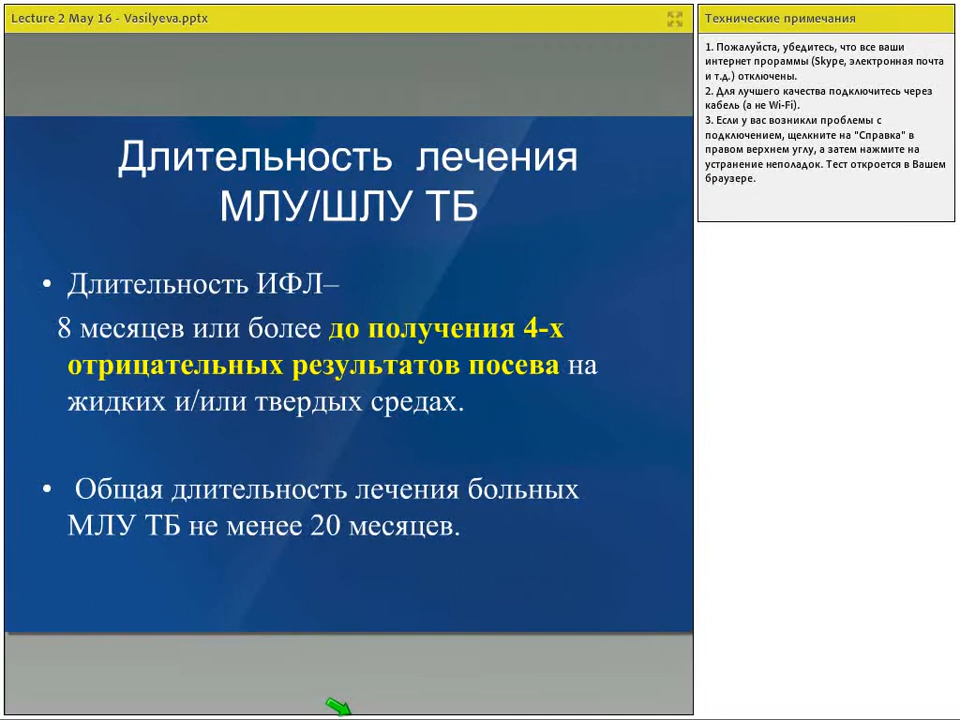 Lecture 2 May 16 - Vasilyeva.pptx
Длительность лечения
МЛУ/ШЛУ ТБ
• Длительность ИФЛ–
8 месяцев или более до получения 4-х
отрицательных результатов посева на
жидких и/или твердых средах.
• Общая длительность лечения больных
МЛУ ТБ не менее 20 месяцев.
Технические примечания
1. Пожалуйста, убедитесь, что все ваши
интернет прораммы (Skype, электронная почта
и т.д.) отключены.
2. Для лучшего качества подключитесь через
кабель (а не Wi-Fi).
3. Если у вас возникли проблемы с
подключением, щелкните на "Справка" в
правом верхнем углу, а затем нажмите на
устранение неполадок. Тест откроется в Вашем
браузере.